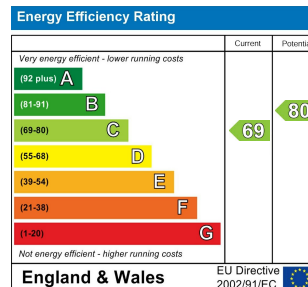 Energy Efficiency Rating
Current Potentia
Very energy efficient - lower running costs
(92 plus) A
(81-91) B
(69-80) C
(55-68) D
(39-54) E
(21-38) F
(1-20) G
69
80
Not energy efficient - higher running costs
England & Wales
EU Directive
2002/91/EC